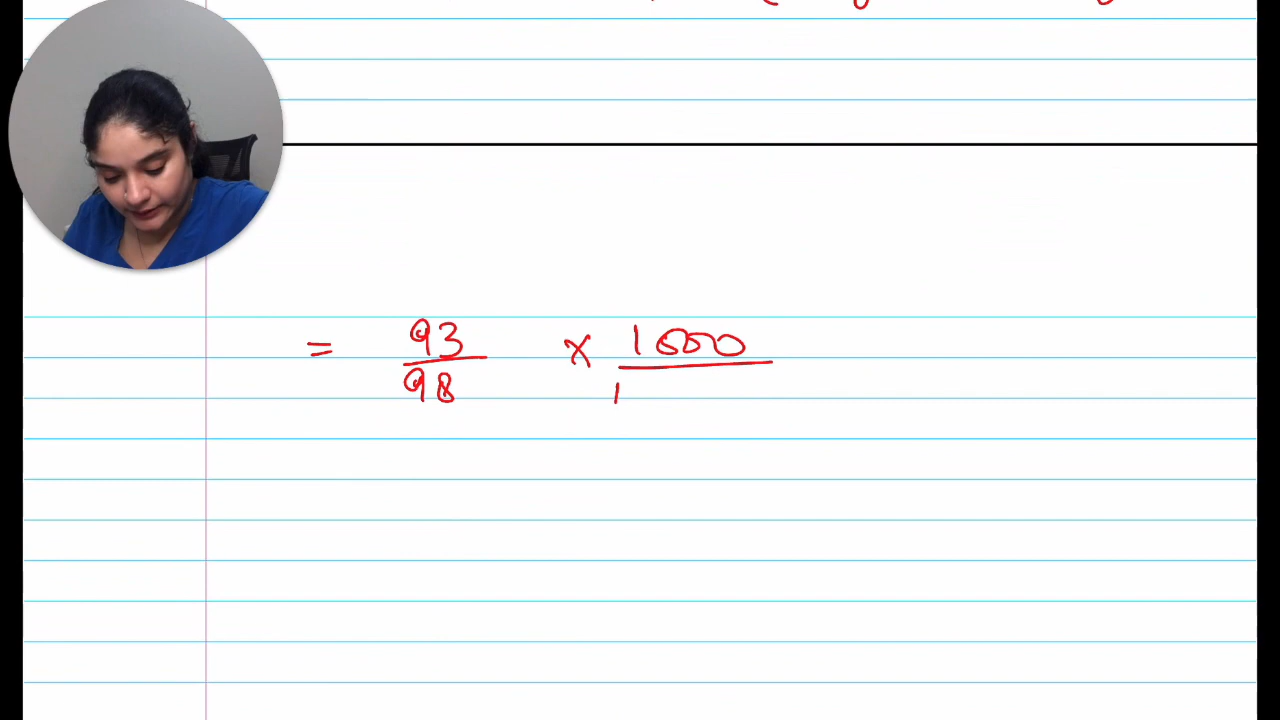 = 93/98 × 1000/1